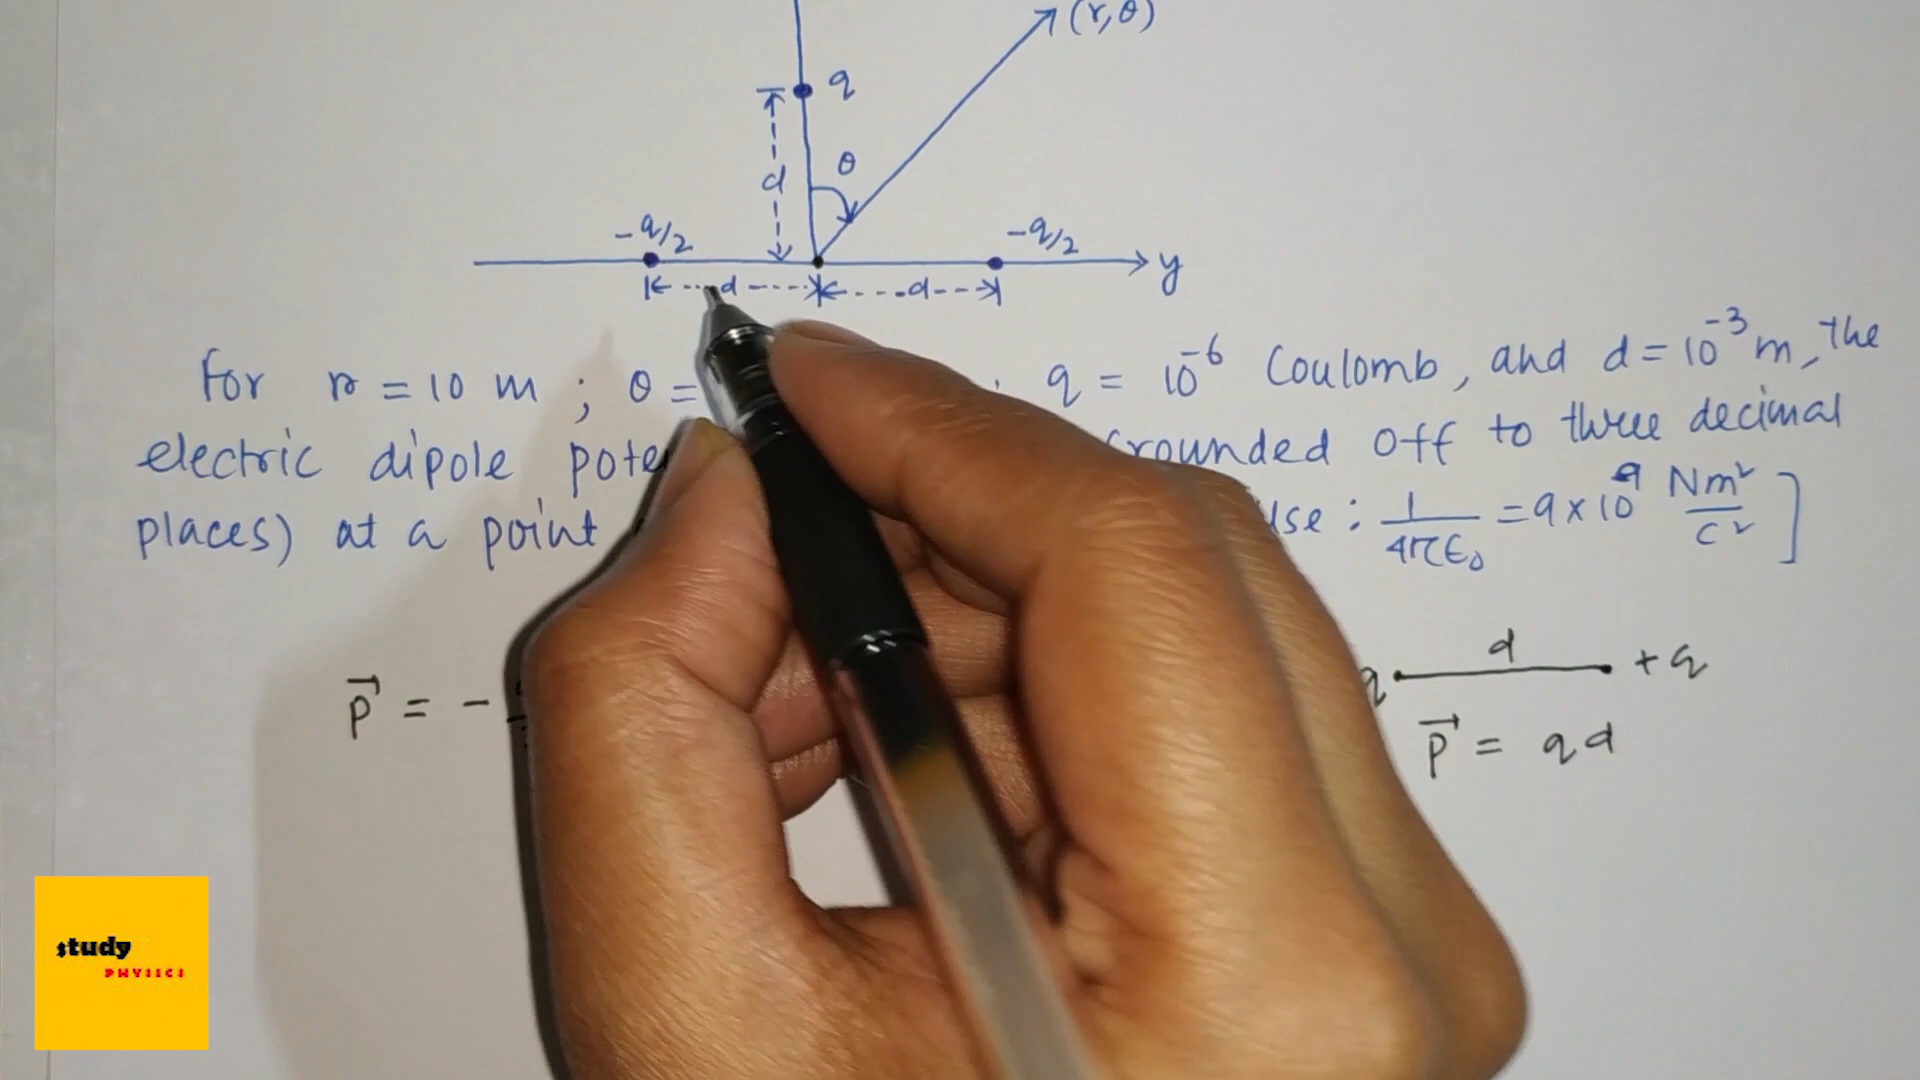 (r,θ)
q
θ
d
-q/2 -q/2
y
d d
For r = 10 m ; θ = q = 10⁻⁶ Coulomb, and d = 10⁻³ m, the
electric dipole rounded off to three decimal
places) at a point use : 1/4πε₀ = 9×10⁹ Nm²/C² ]
d
q +q
p⃗ = -
p⃗ = qd
study
PHYSICS